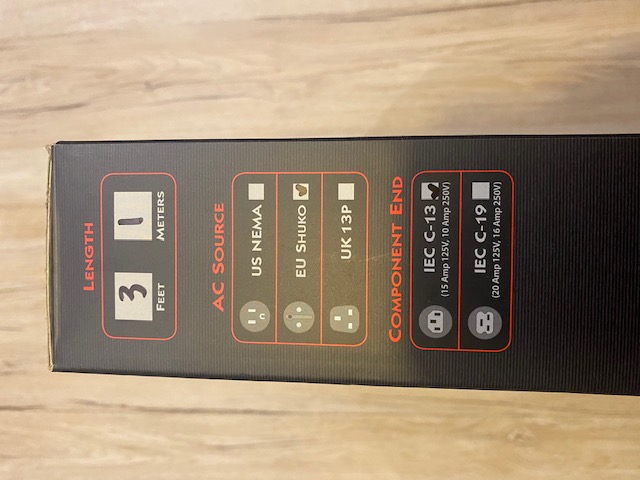 LENGTH
3 1
FEET METERS
AC SOURCE
US NEMA
EU SHUKO
UK 13P
COMPONENT END
IEC C-13
(15 Amp 125V, 10 Amp 250V)
IEC C-19
(20 Amp 125V, 16 Amp 250V)